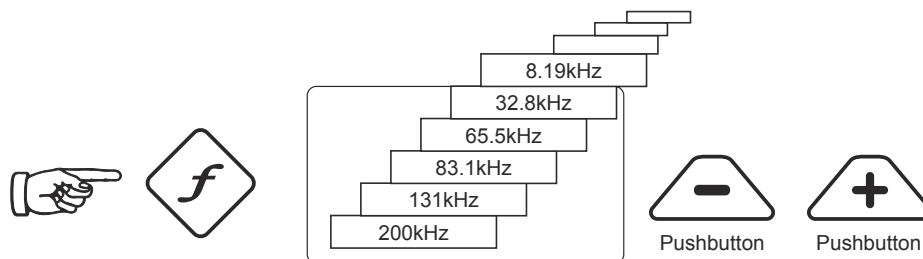 8.19kHz
32.8kHz
65.5kHz
83.1kHz
131kHz
200kHz
f
−
+
Pushbutton
Pushbutton